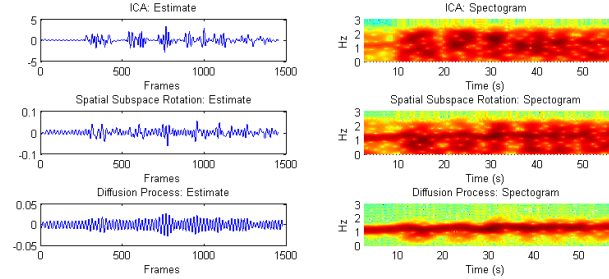 ICA: Estimate
5
0
-5
0 500 1000 1500
Frames
ICA: Spectogram
Hz
3
2
1
0
10 20 30 40 50
Time (s)
Spatial Subspace Rotation: Estimate
0.1
0
-0.1
0 500 1000 1500
Frames
Spatial Subspace Rotation: Spectogram
Hz
3
2
1
0
10 20 30 40 50
Time (s)
Diffusion Process: Estimate
0.05
0
-0.05
0 500 1000 1500
Frames
Diffusion Process: Spectogram
Hz
3
2
1
0
10 20 30 40 50
Time (s)